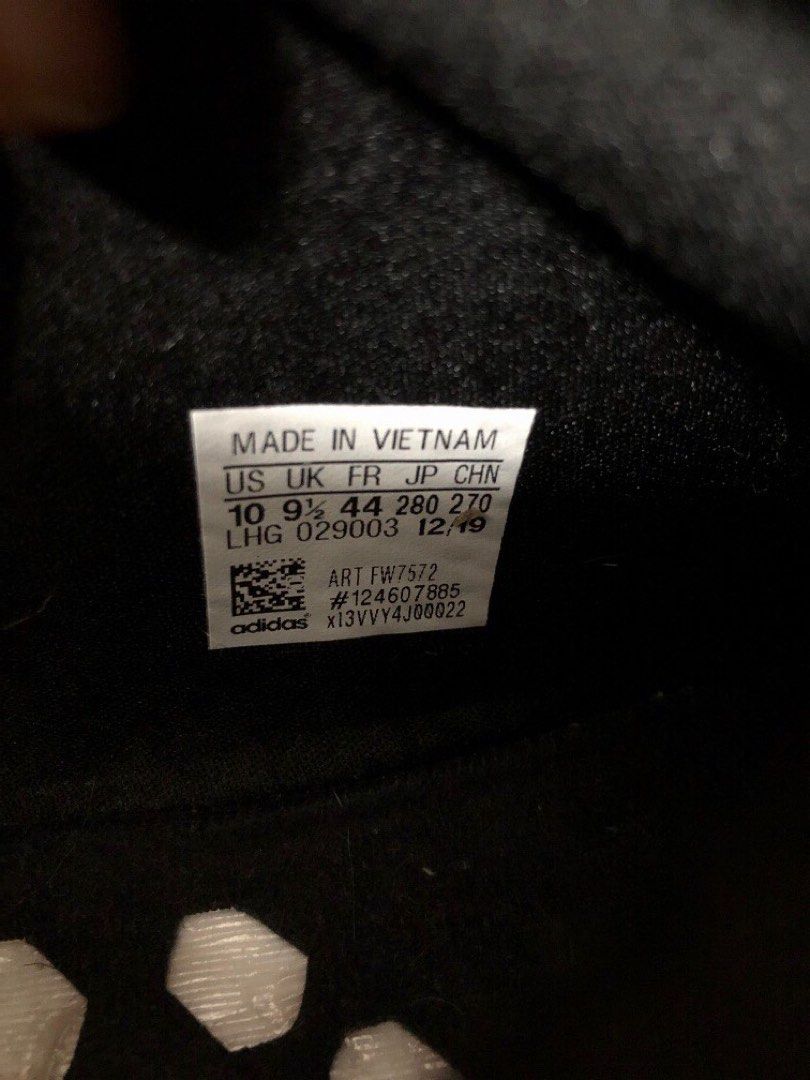 MADE IN VIETNAM
US UK FR JP CHN
10 9½ 44 280 270
LHG 029003 12/19
ART FW7572
#124607885
adidas® x13VVY4J00022